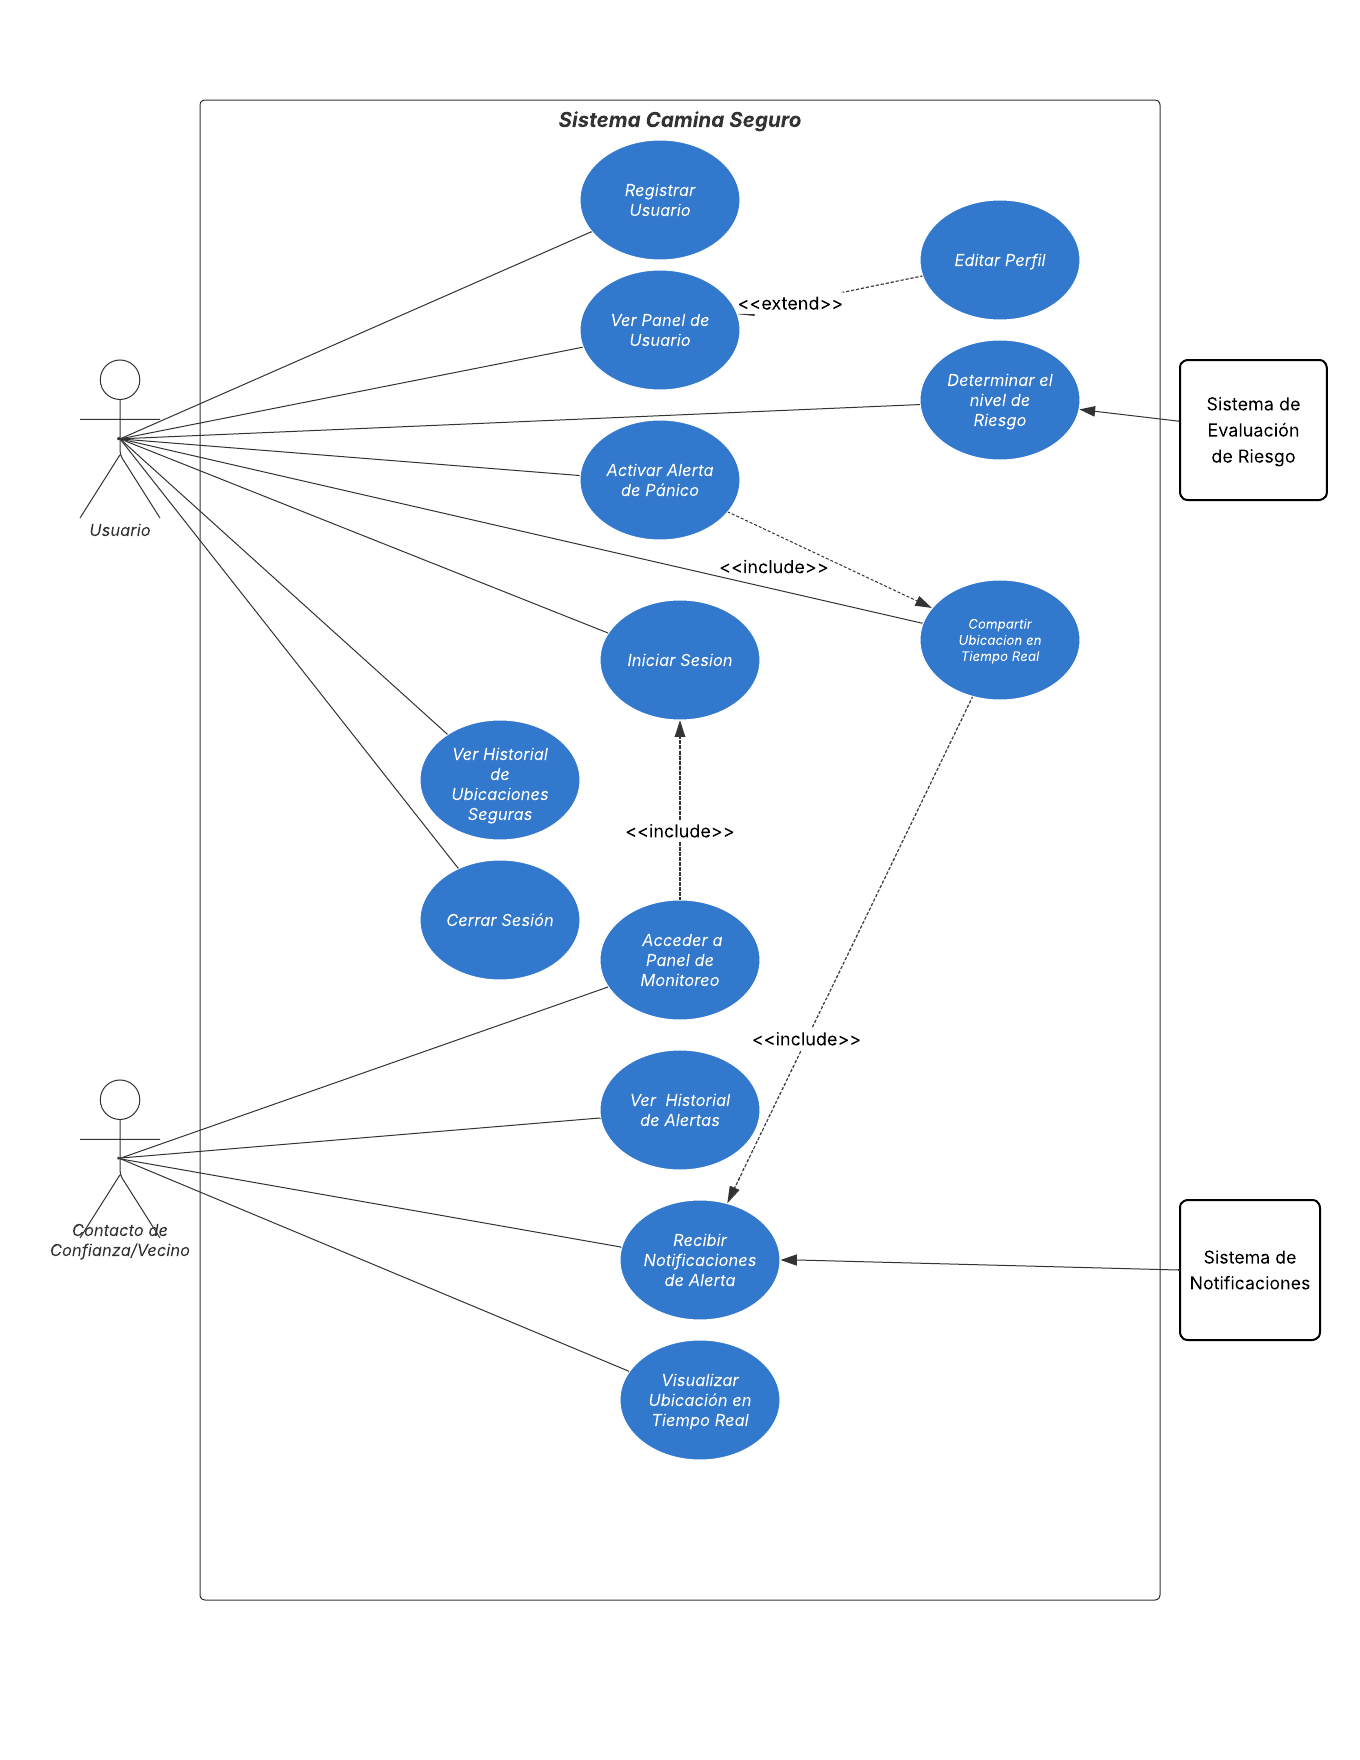 Sistema Camina Seguro
Registrar
Usuario
Editar Perfil
<<extend>>
Ver Panel de
Usuario
Determinar el
nivel de
Riesgo
Sistema de
Evaluación
de Riesgo
Activar Alerta
de Pánico
Usuario
<<include>>
Compartir
Ubicacion en
Tiempo Real
Iniciar Sesion
Ver Historial
de
Ubicaciones
Seguras
<<include>>
Cerrar Sesión
Acceder a
Panel de
Monitoreo
<<include>>
Ver  Historial
de Alertas
Contacto de
Confianza/Vecino
Recibir
Notificaciones
de Alerta
Sistema de
Notificaciones
Visualizar
Ubicación en
Tiempo Real